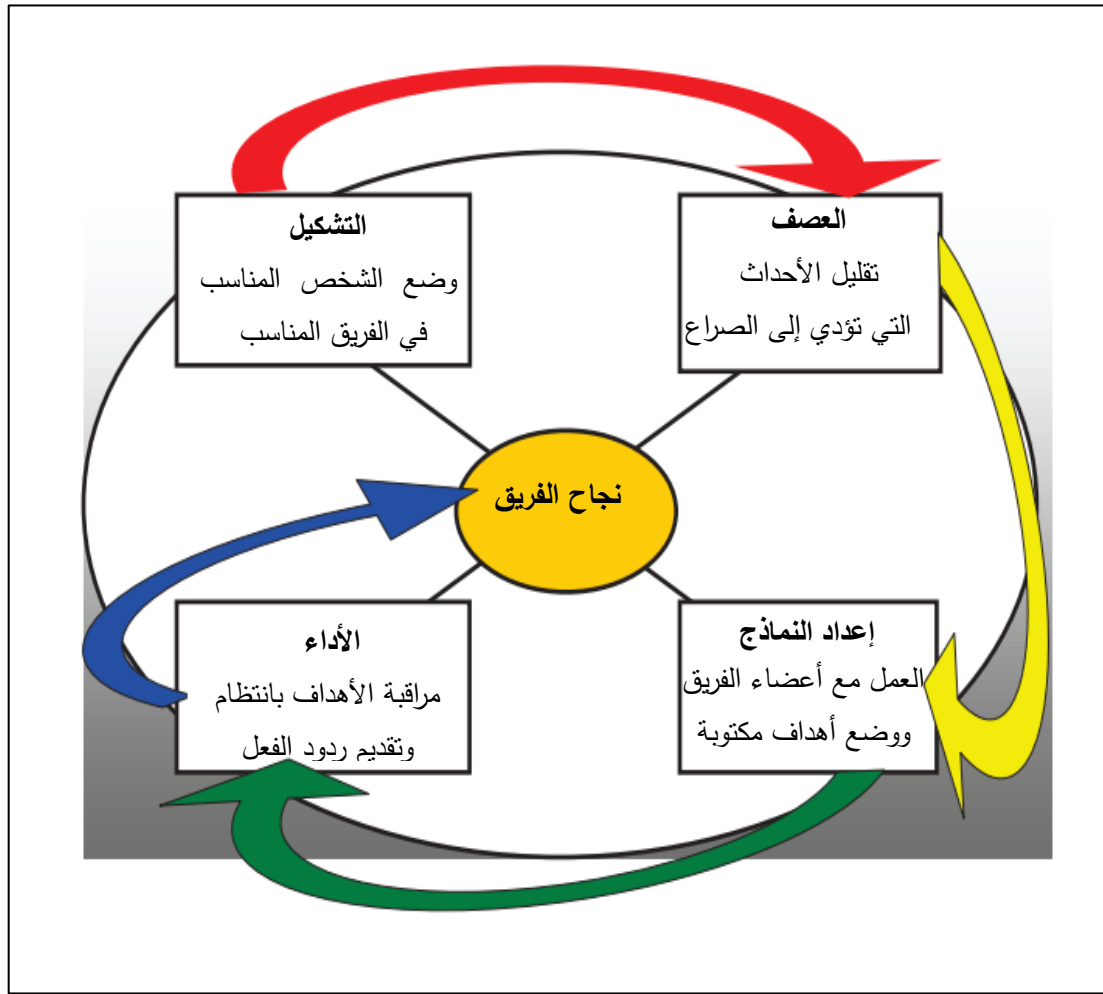 التشكيل
وضع الشخص المناسب
في الفريق المناسب
العصف
تقليل الأحداث
التي تؤدي إلى الصراع
نجاح الفريق
إعداد النماذج
العمل مع أعضاء الفريق
ووضع أهداف مكتوبة
الأداء
مراقبة الأهداف بانتظام
وتقديم ردود الفعل